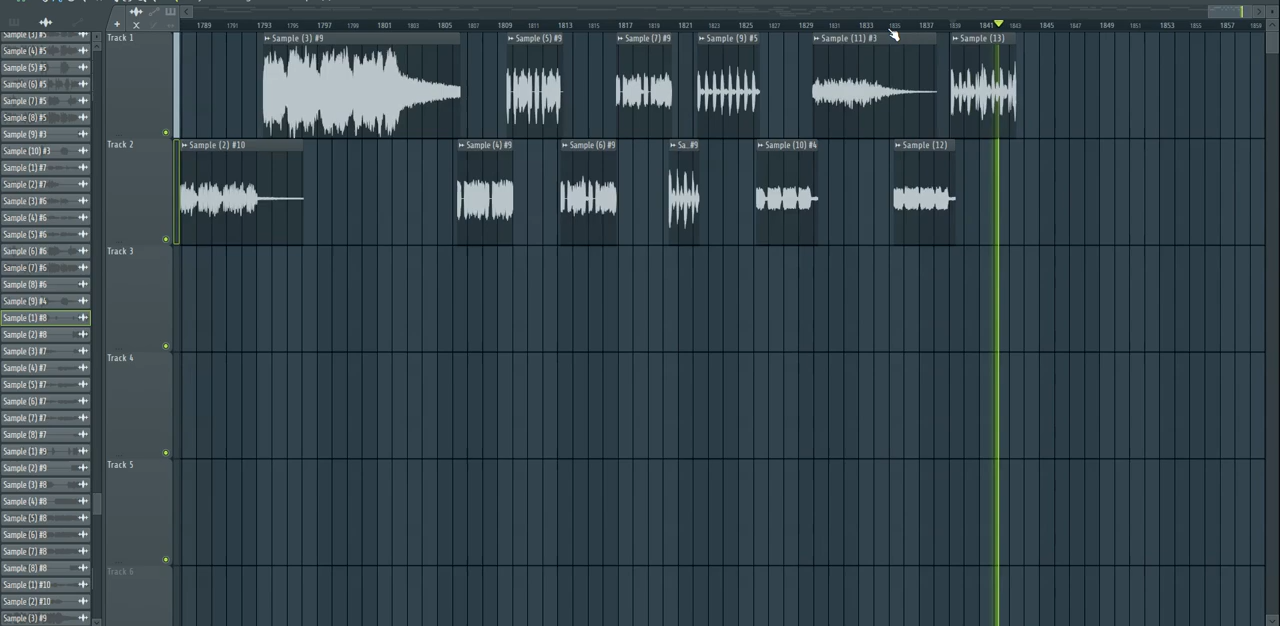 1789 1791 1793 1795 1797 1799 1801 1803 1805 1807 1809 1811 1813 1815 1817 1819 1821 1823 1825 1827 1829 1831 1833 1835 1837 1839 1841 1843 1845 1847 1849 1851 1853 1855 1857 1859
Sample (3) #5
Sample (4) #5
Sample (5) #5
Sample (6) #5
Sample (7) #5
Sample (8) #5
Sample (9) #3
Sample (10) #3
Sample (1) #7
Sample (2) #7
Sample (3) #6
Sample (4) #6
Sample (5) #6
Sample (6) #6
Sample (7) #6
Sample (8) #6
Sample (9) #4
Sample (1) #8
Sample (2) #8
Sample (3) #7
Sample (4) #7
Sample (5) #7
Sample (6) #7
Sample (7) #7
Sample (8) #7
Sample (1) #9
Sample (2) #9
Sample (3) #8
Sample (4) #8
Sample (5) #8
Sample (6) #8
Sample (7) #8
Sample (8) #8
Sample (1) #10
Sample (2) #10
Sample (3) #9
Track 1
Sample (3) #9
Sample (5) #9
Sample (7) #9
Sample (9) #5
Sample (11) #3
Sample (13)
Track 2
Sample (2) #10
Sample (4) #9
Sample (6) #9
Sa..#9
Sample (10) #4
Sample (12)
Track 3
Track 4
Track 5
Track 6